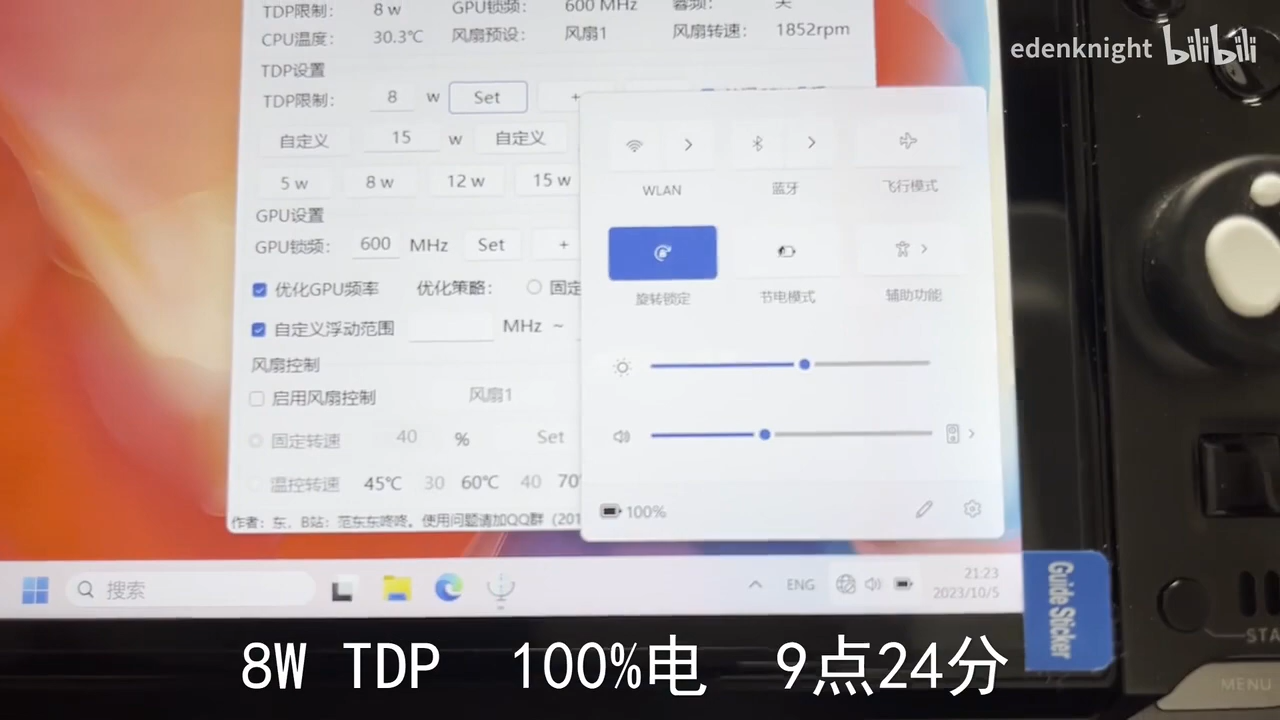 TDP限制： 8 w GPU锁频： 600 MHz
CPU温度： 30.3℃ 风扇预设： 风扇1 风扇转速： 1852rpm
edenknight bilibili
TDP设置
TDP限制： 8 w Set +
自定义 15 w 自定义
5 w 8 w 12 w 15 w
WLAN 蓝牙 飞行模式
GPU设置
GPU锁频： 600 MHz Set +
优化GPU频率 优化策略： 固定
旋转锁定 节电模式 辅助功能
自定义浮动范围 MHz ~
风扇控制
启用风扇控制 风扇1
固定转速 40 % Set
温控转速 45℃ 30 60℃ 40 70
100%
作者：东、B站：范东东咚咚。使用问题请加QQ群（201
搜索 ENG 21:23
2023/10/5
Guide Sticker
STA
MENU
8W TDP 100%电 9点24分